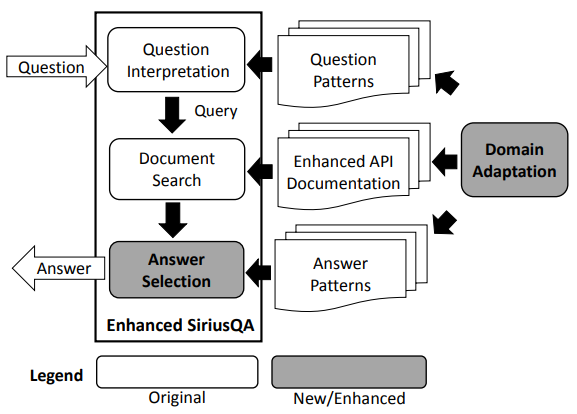 Question
Question
Interpretation
Question
Patterns
Query
Document
Search
Enhanced API
Documentation
Domain
Adaptation
Answer
Answer
Selection
Answer
Patterns
Enhanced SiriusQA
Legend
Original
New/Enhanced